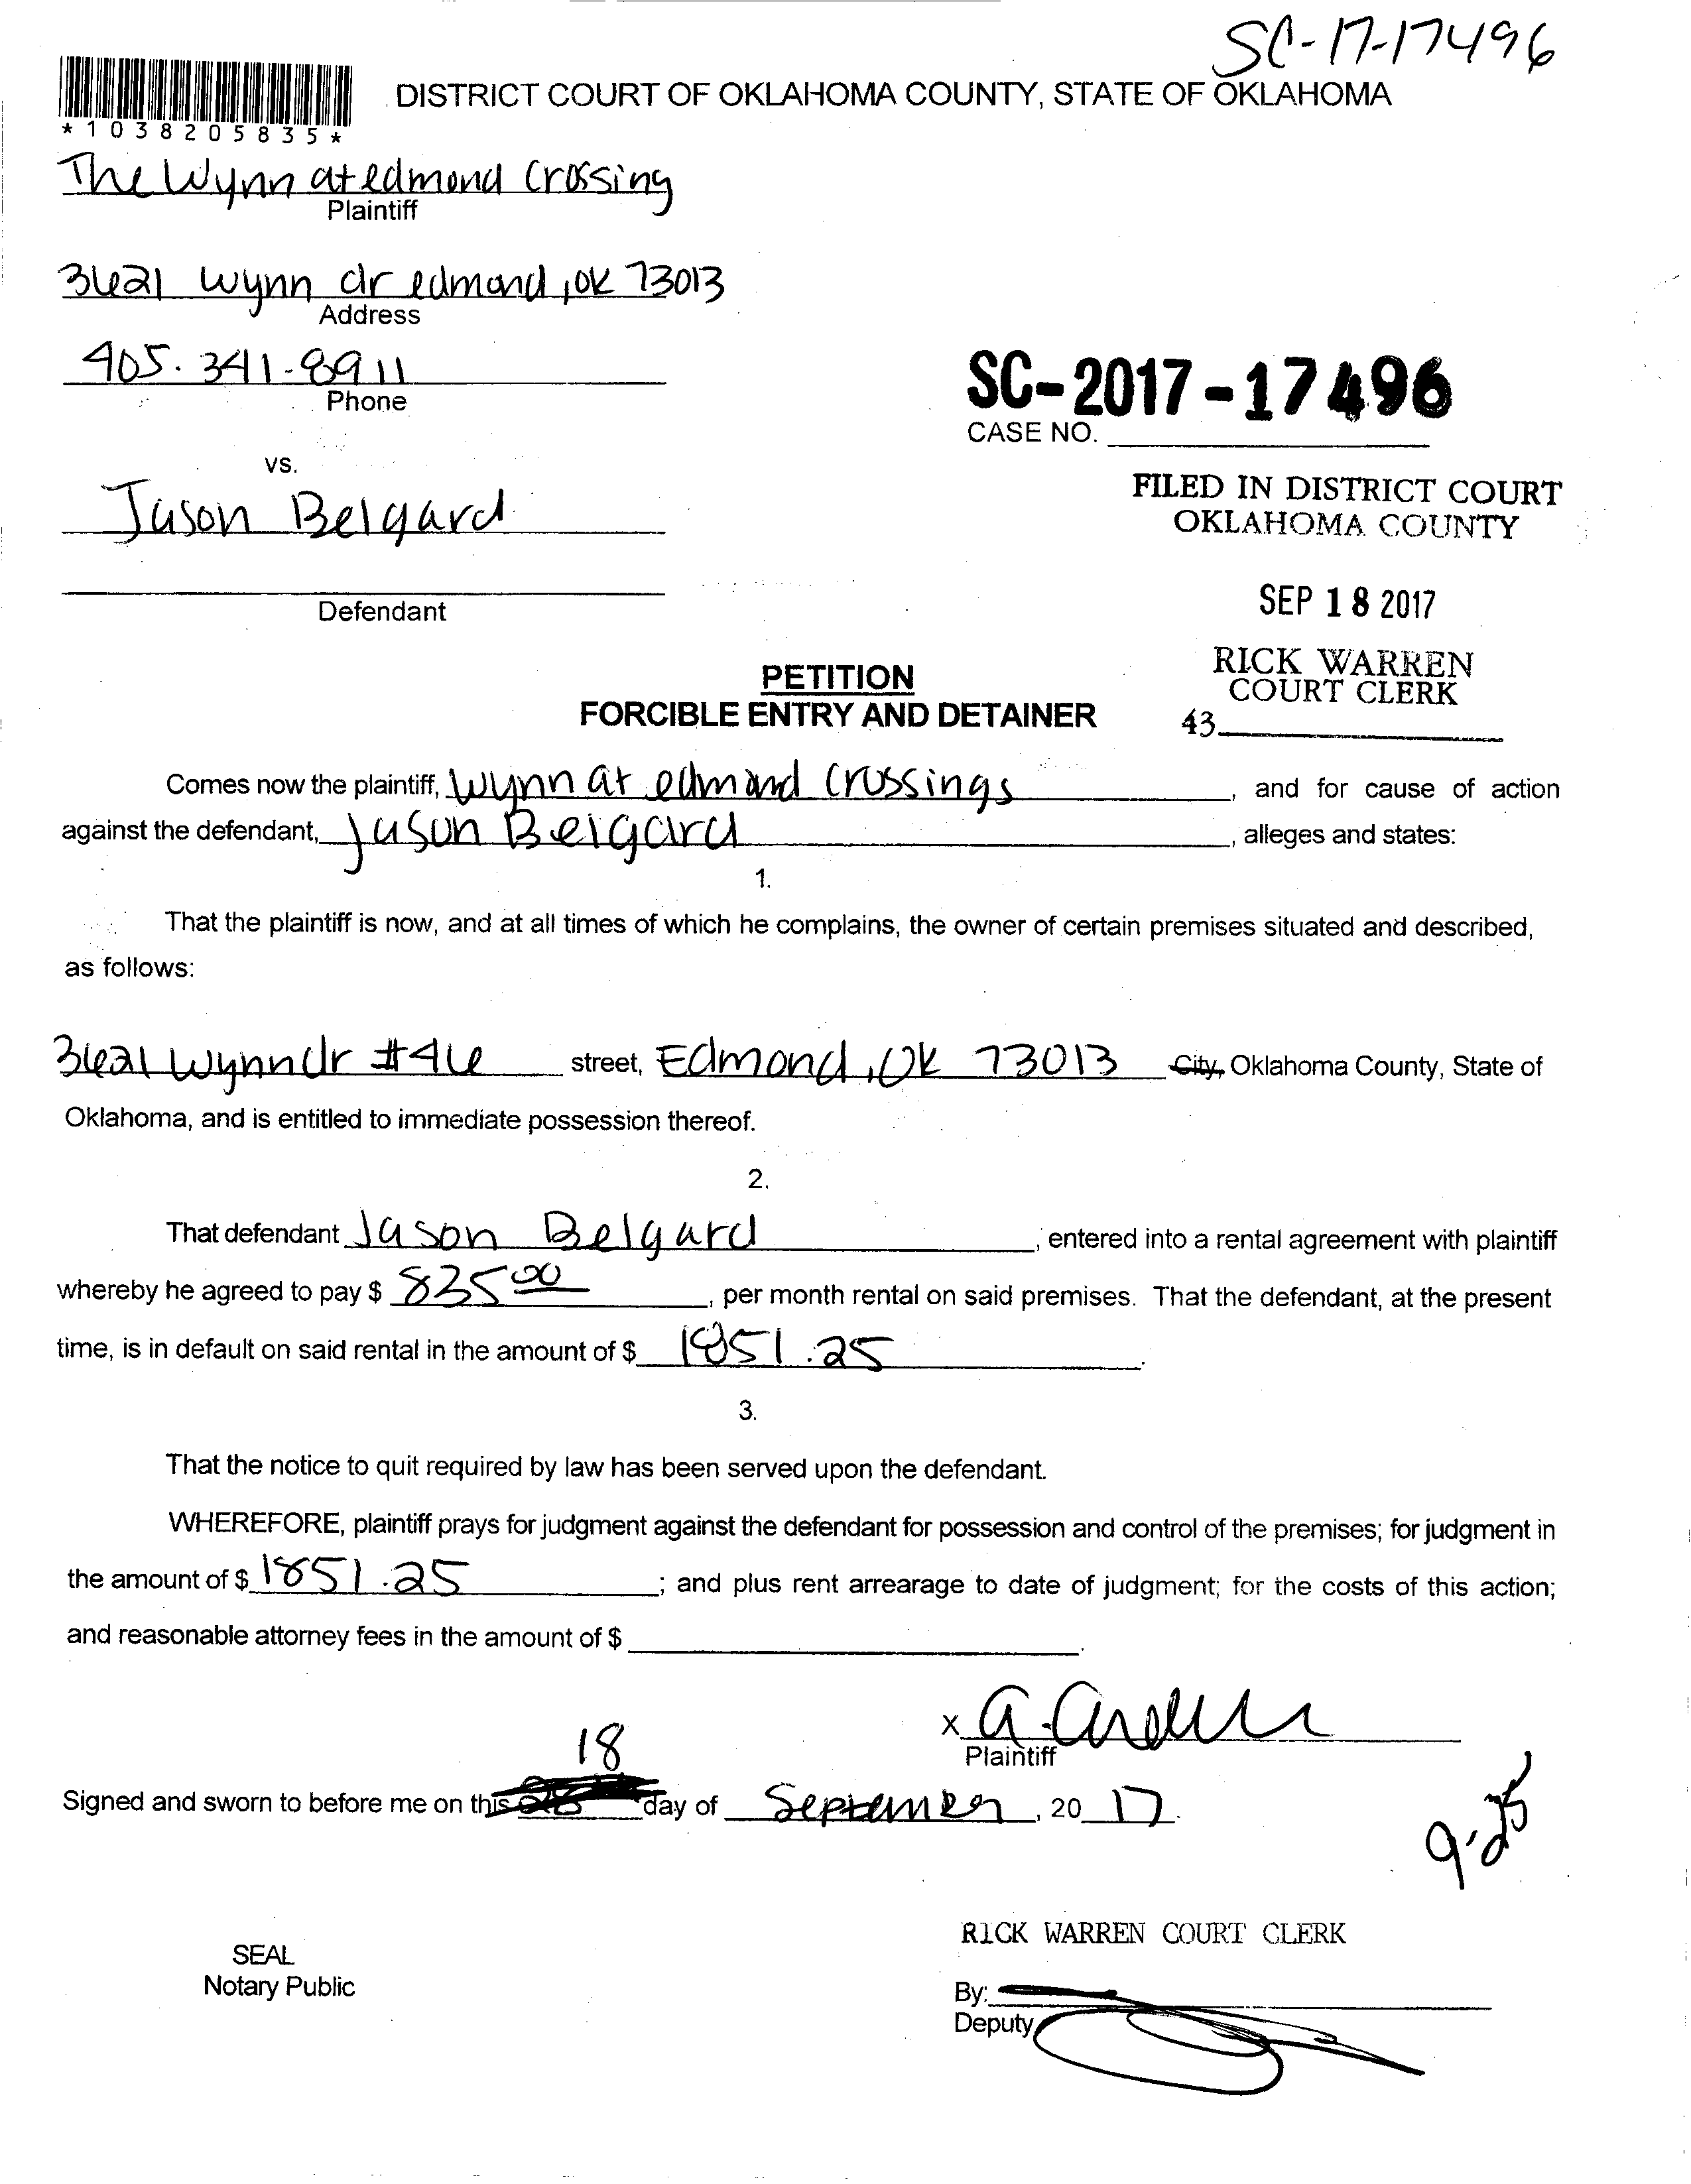 SC-17-17496
DISTRICT COURT OF OKLAHOMA COUNTY, STATE OF OKLAHOMA
*1038205835*
The Wynn at edmond Crossing
Plaintiff
3621 wynn dr edmond, OK 73013
Address
405.341-8911
Phone
SC-2017-17496
CASE NO.
vs.
FILED IN DISTRICT COURT
OKLAHOMA COUNTY
Jason Belgard
SEP 18 2017
Defendant
RICK WARREN
COURT CLERK
43
PETITION
FORCIBLE ENTRY AND DETAINER
Comes now the plaintiff, Wynn at edmond crossings, and for cause of action
against the defendant, Jason Belgard, alleges and states:
1.
That the plaintiff is now, and at all times of which he complains, the owner of certain premises situated and described,
as follows:
3621 Wynn dr #46 street, Edmond, OK 73013 City, Oklahoma County, State of
Oklahoma, and is entitled to immediate possession thereof.
2.
That defendant Jason Belgard, entered into a rental agreement with plaintiff
whereby he agreed to pay $ 835 00, per month rental on said premises. That the defendant, at the present
time, is in default on said rental in the amount of $ 1851.25.
3.
That the notice to quit required by law has been served upon the defendant.
WHEREFORE, plaintiff prays for judgment against the defendant for possession and control of the premises; for judgment in
the amount of $ 1851.25; and plus rent arrearage to date of judgment; for the costs of this action;
and reasonable attorney fees in the amount of $.
x
Plaintiff
18
Signed and sworn to before me on this day of September, 20 17.
9-25
RICK WARREN COURT CLERK
SEAL
Notary Public
By:
Deputy